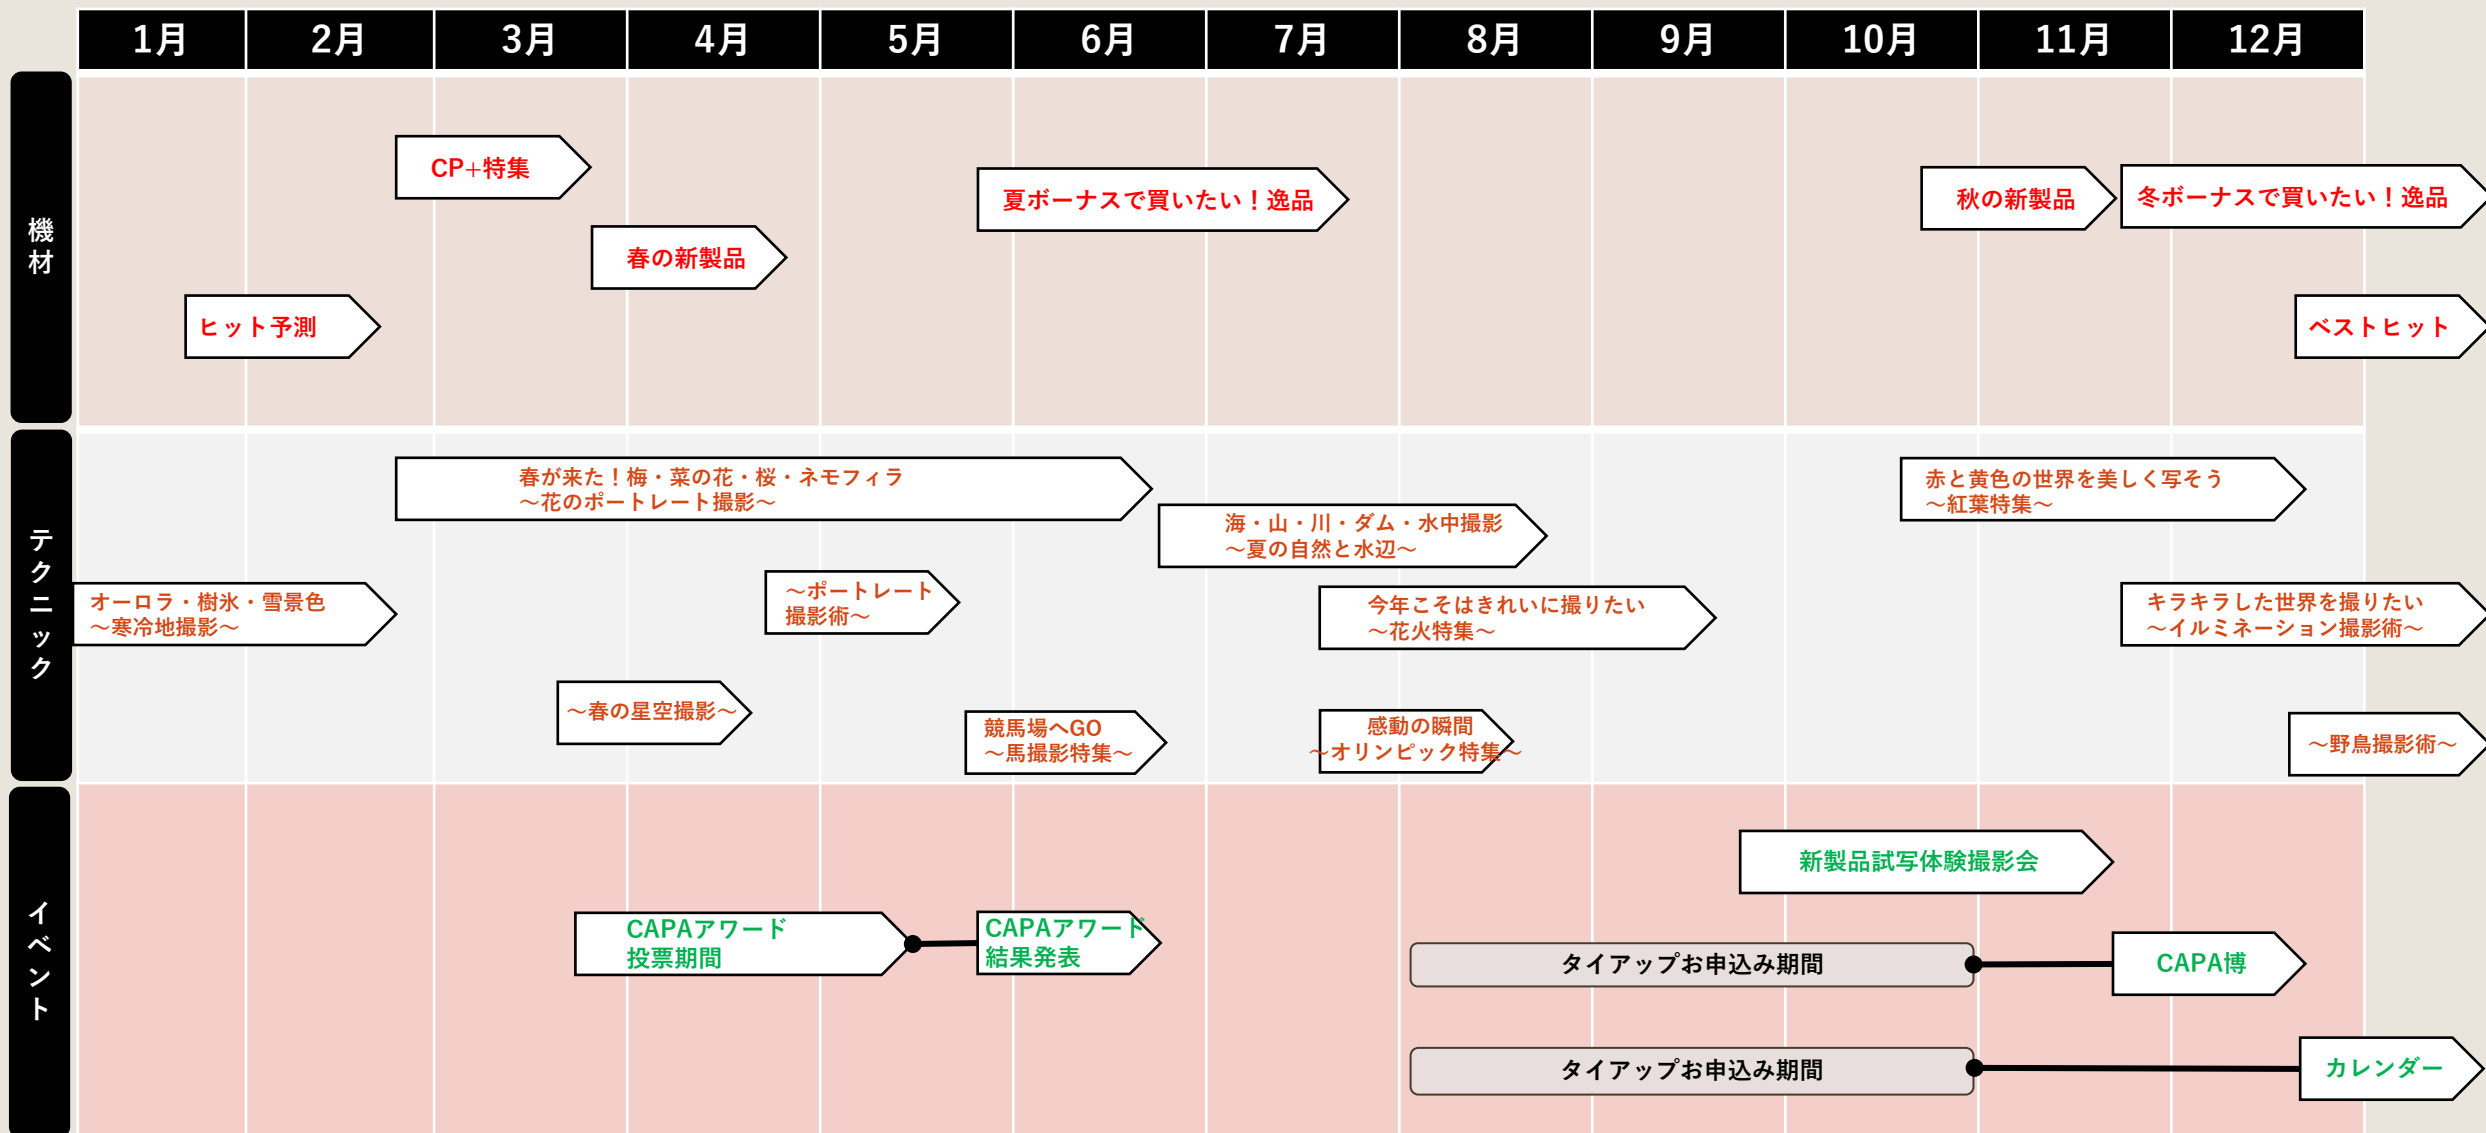 1月 2月 3月 4月 5月 6月 7月 8月 9月 10月 11月 12月
機材
CP+特集
春の新製品
ヒット予測
夏ボーナスで買いたい！逸品
秋の新製品
冬ボーナスで買いたい！逸品
ベストヒット
テクニック
春が来た！梅・菜の花・桜・ネモフィラ
～花のポートレート撮影～
海・山・川・ダム・水中撮影
～夏の自然と水辺～
赤と黄色の世界を美しく写そう
～紅葉特集～
オーロラ・樹氷・雪景色
～寒冷地撮影～
～ポートレート
撮影術～
今年こそはきれいに撮りたい
～花火特集～
キラキラした世界を撮りたい
～イルミネーション撮影術～
～春の星空撮影～
競馬場へGO
～馬撮影特集～
感動の瞬間
～オリンピック特集～
～野鳥撮影術～
イベント
新製品試写体験撮影会
CAPAアワード
投票期間
CAPAアワード
結果発表
タイアップお申込み期間
CAPA博
タイアップお申込み期間
カレンダー